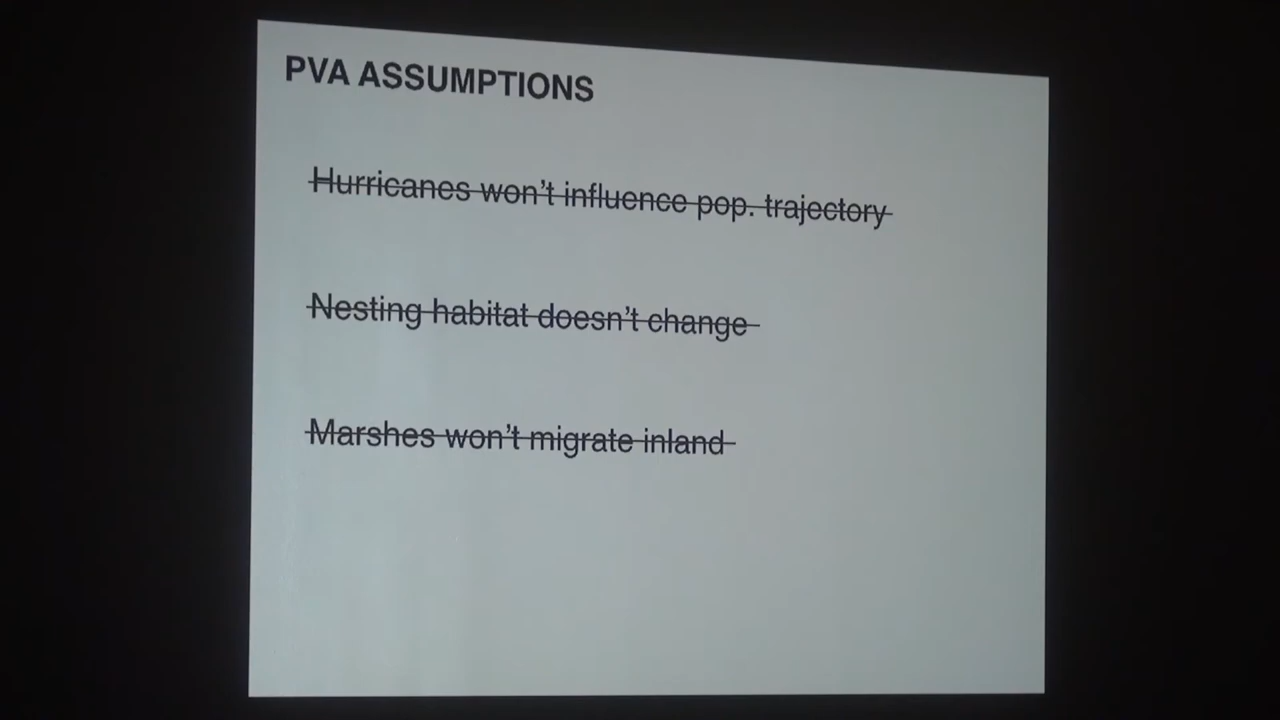 PVA ASSUMPTIONS
Hurricanes won't influence pop. trajectory
Nesting habitat doesn't change
Marshes won't migrate inland